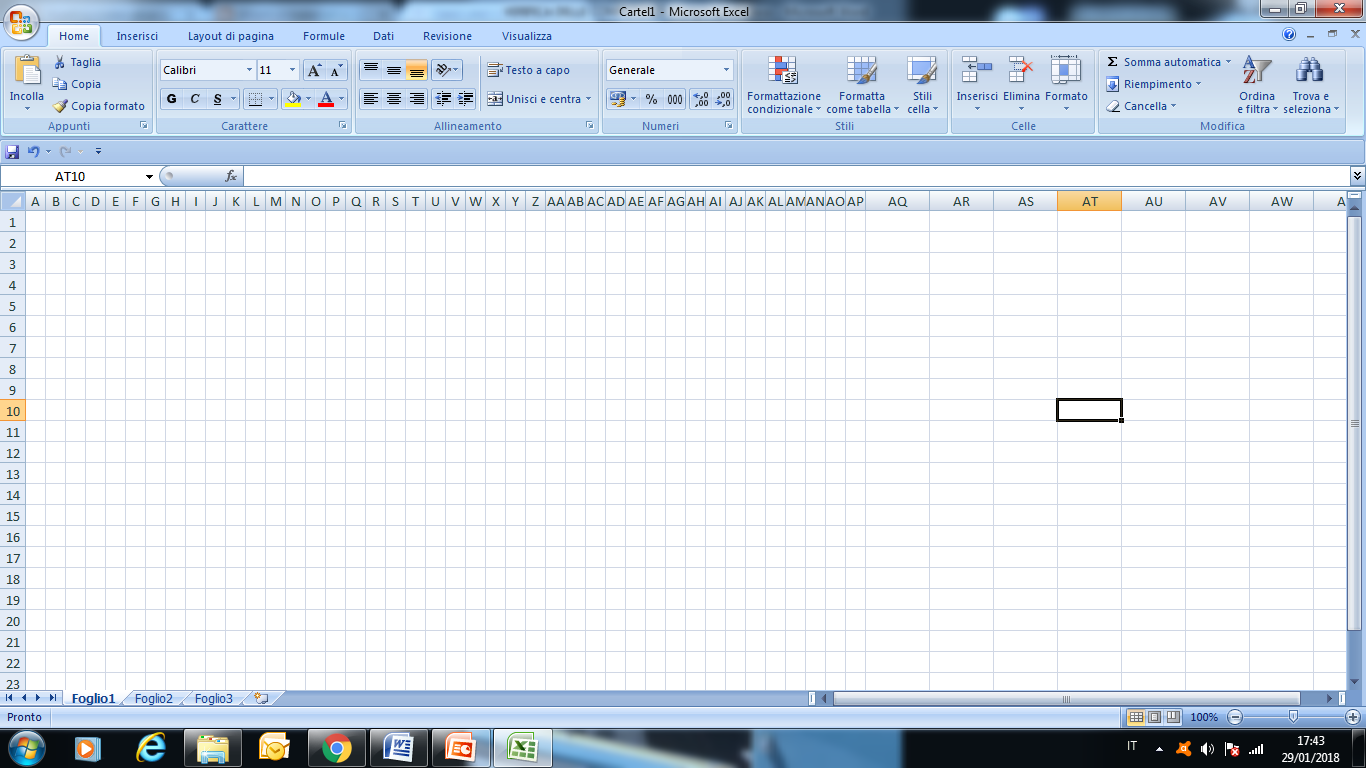 Cartel1 - Microsoft Excel
Home Inserisci Layout di pagina Formule Dati Revisione Visualizza
Incolla
Taglia
Copia
Copia formato
Appunti
Calibri 11
G C S A
Carattere
Testo a capo
Unisci e centra
Allineamento
Generale
% 000
Numeri
Formattazione condizionale
Formatta come tabella
Stili cella
Stili
Inserisci Elimina Formato
Celle
Σ Somma automatica
Riempimento
Cancella
Ordina e filtra
Trova e seleziona
Modifica
AT10 fx
A B C D E F G H I J K L M N O P Q R S T U V W X Y Z AA AB AC AD AE AF AG AH AI AJ AK AL AM AN AO AP AQ AR AS AT AU AV AW
1
2
3
4
5
6
7
8
9
10
11
12
13
14
15
16
17
18
19
20
21
22
23
Foglio1 Foglio2 Foglio3
Pronto 100%
IT 17:43
29/01/2018